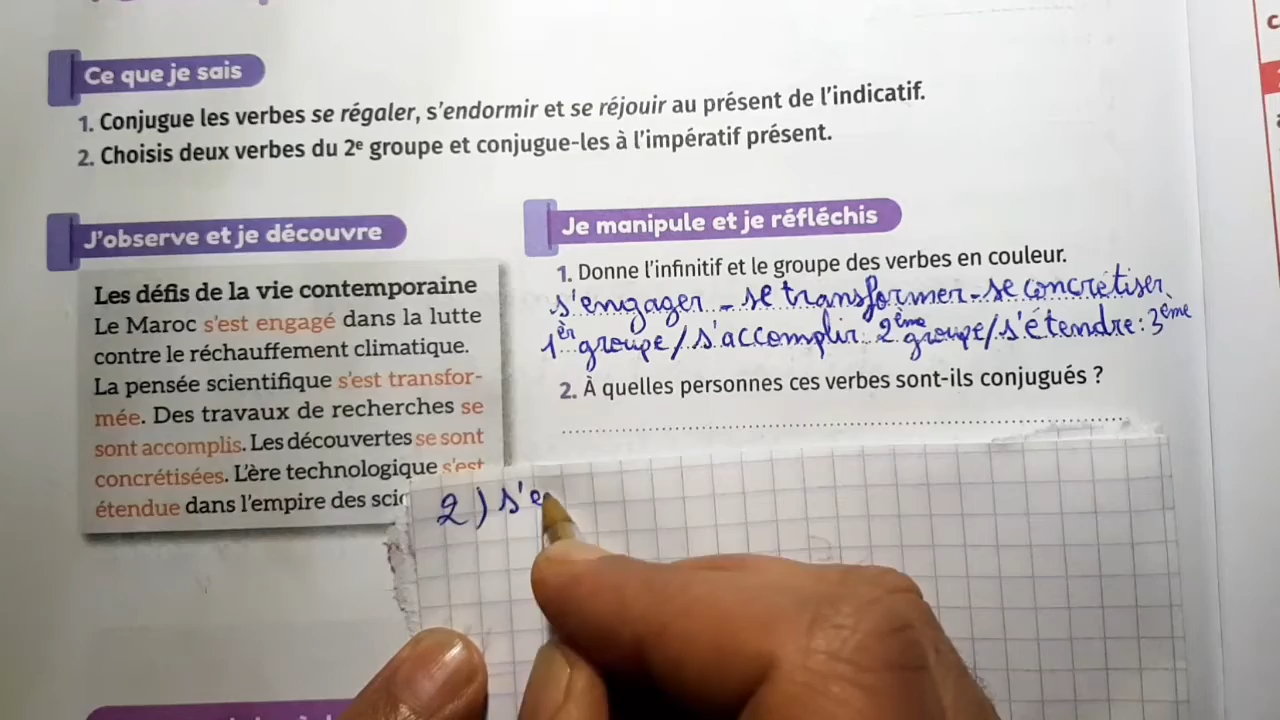 Ce que je sais
1. Conjugue les verbes se régaler, s'endormir et se réjouir au présent de l'indicatif.
2. Choisis deux verbes du 2e groupe et conjugue-les à l'impératif présent.
J'observe et je découvre
Les défis de la vie contemporaine
Le Maroc s'est engagé dans la lutte
contre le réchauffement climatique.
La pensée scientifique s'est transfor-
mée. Des travaux de recherches se
sont accomplis. Les découvertes se sont
concrétisées. L'ère technologique s'est
étendue dans l'empire des scie
Je manipule et je réfléchis
1. Donne l'infinitif et le groupe des verbes en couleur.
s'engager - se transformer - se concrétiser
1er groupe / s'accomplir 2ème groupe / s'étendre : 3ème
2. À quelles personnes ces verbes sont-ils conjugués ?
2) s'e